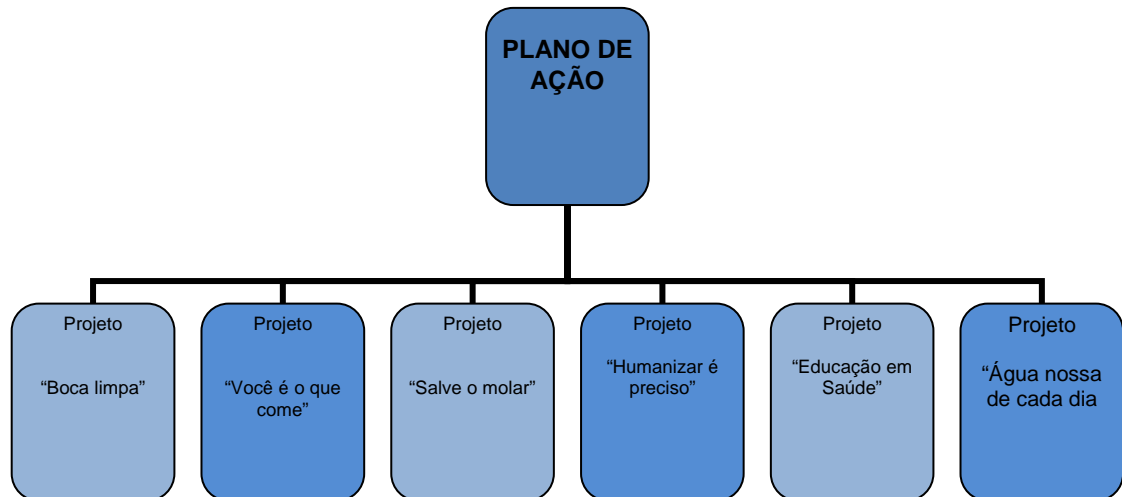 PLANO DE
AÇÃO
Projeto
“Boca limpa”
Projeto
“Você é o que
come”
Projeto
“Salve o molar”
Projeto
“Humanizar é
preciso”
Projeto
“Educação em
Saúde”
Projeto
“Água nossa
de cada dia